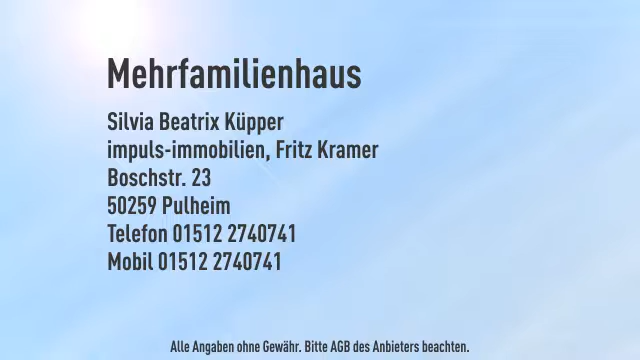 Mehrfamilienhaus
Silvia Beatrix Küpper
impuls-immobilien, Fritz Kramer
Boschstr. 23
50259 Pulheim
Telefon 01512 2740741
Mobil 01512 2740741
Alle Angaben ohne Gewähr. Bitte AGB des Anbieters beachten.